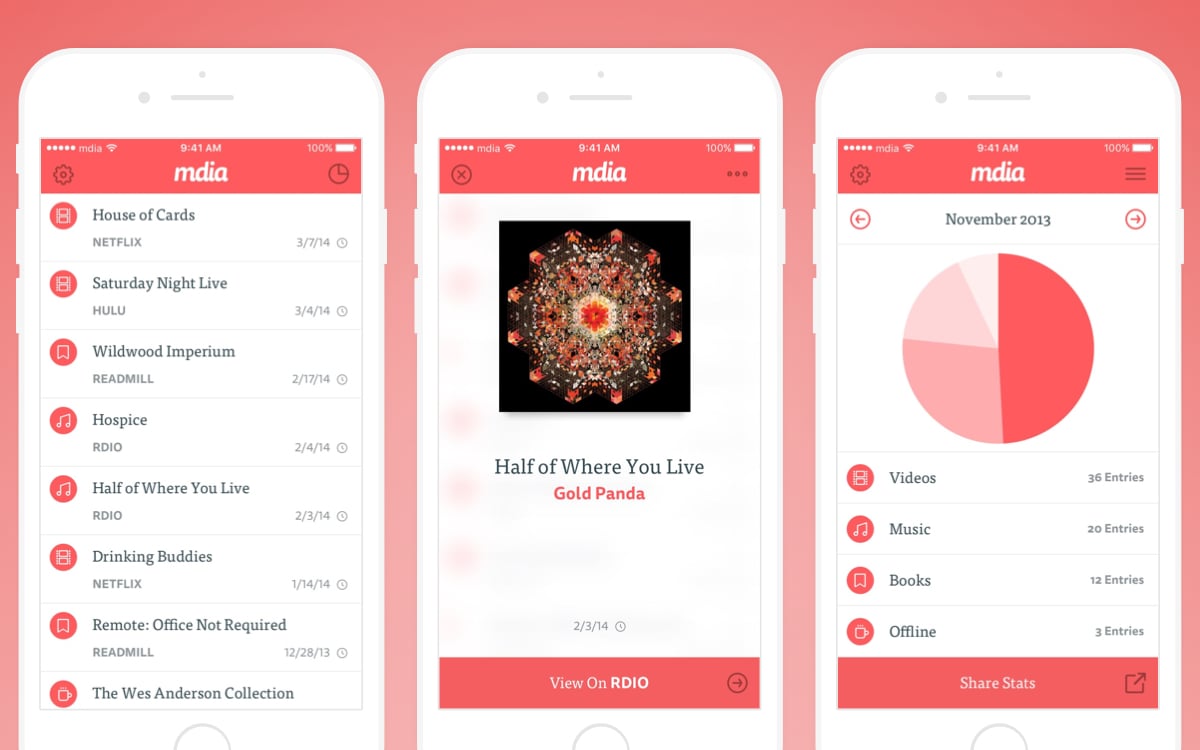 mdia
9:41 AM
100%
mdia
House of Cards
NETFLIX
3/7/14
Saturday Night Live
HULU
3/4/14
Wildwood Imperium
READMILL
2/17/14
Hospice
RDIO
2/4/14
Half of Where You Live
RDIO
2/3/14
Drinking Buddies
NETFLIX
1/14/14
Remote: Office Not Required
READMILL
12/28/13
The Wes Anderson Collection
mdia
9:41 AM
100%
mdia
Half of Where You Live
Gold Panda
2/3/14
View On RDIO
mdia
9:41 AM
100%
mdia
November 2013
Videos
36 Entries
Music
20 Entries
Books
12 Entries
Offline
3 Entries
Share Stats